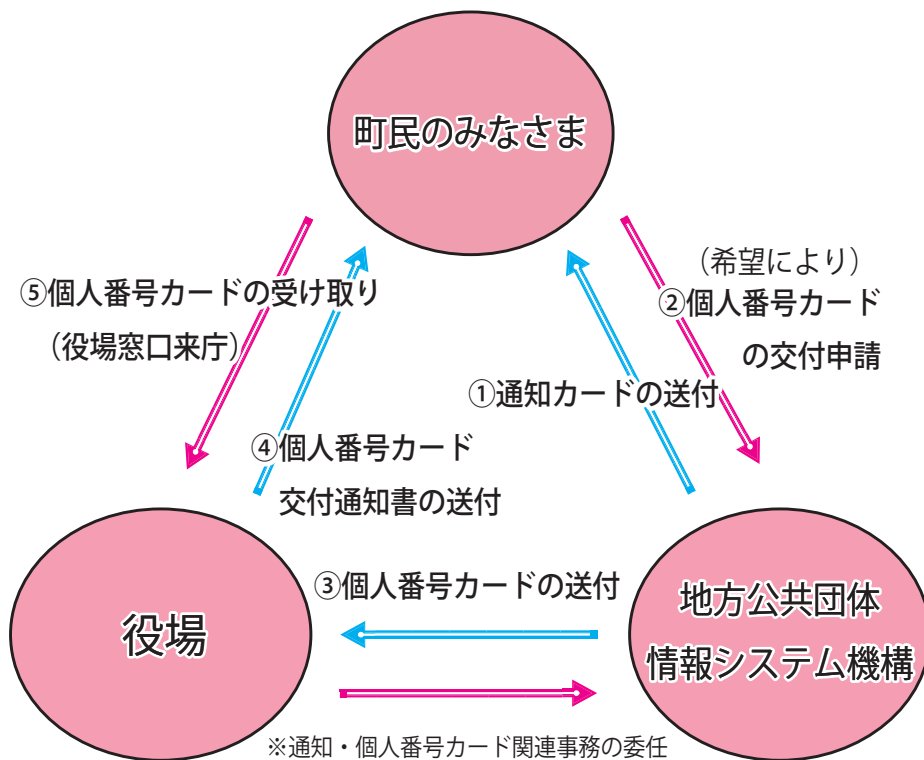 町民のみなさま
（希望により）
②個人番号カード
の交付申請
⑤個人番号カードの受け取り
（役場窓口来庁）
①通知カードの送付
④個人番号カード
交付通知書の送付
③個人番号カードの送付
役場
地方公共団体
情報システム機構
※通知・個人番号カード関連事務の委任